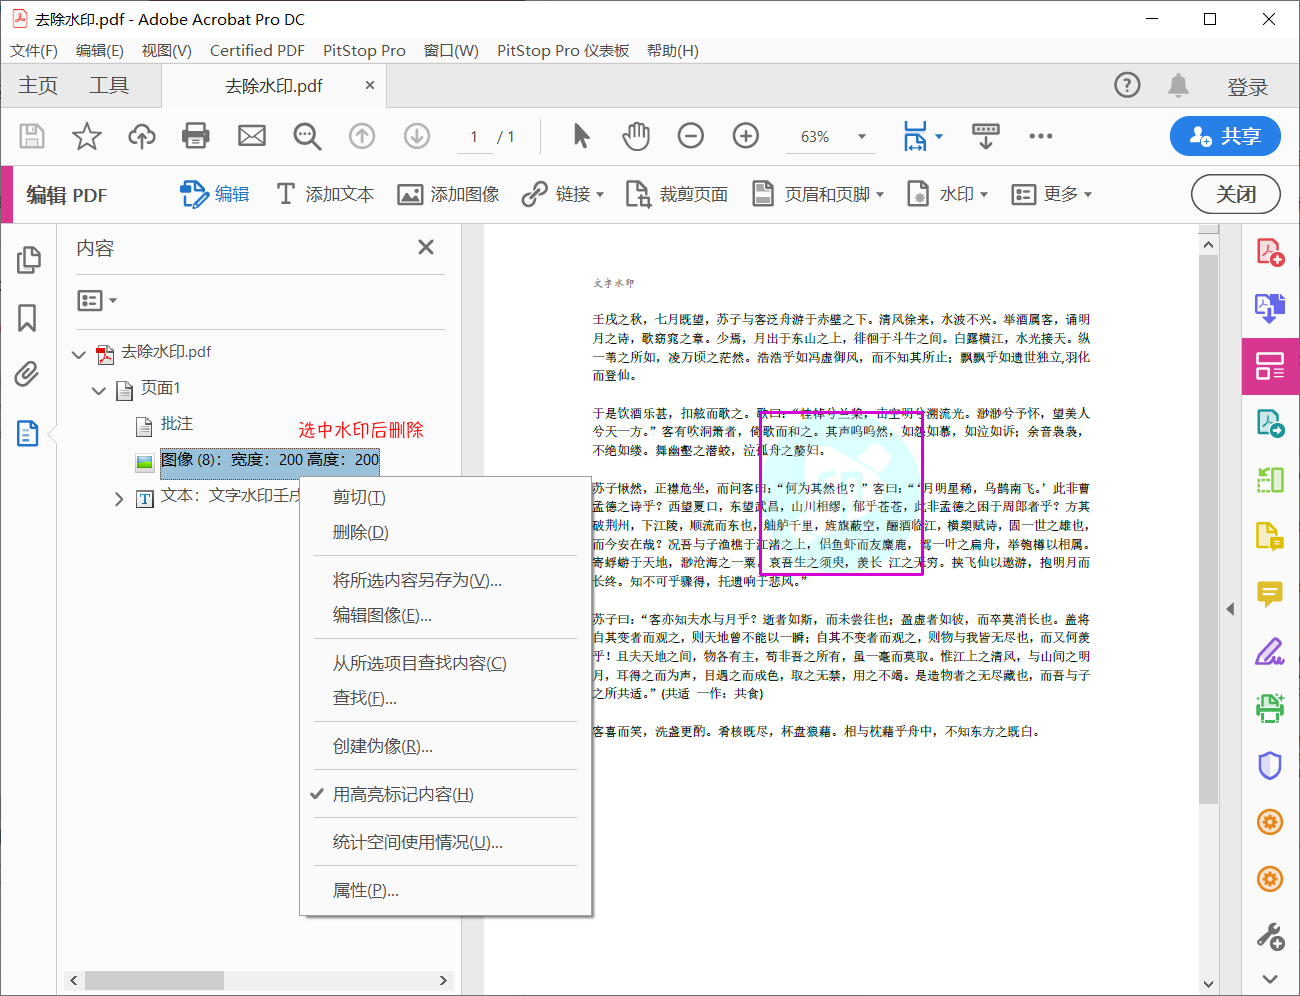 去除水印.pdf - Adobe Acrobat Pro DC
文件(F) 编辑(E) 视图(V) Certified PDF PitStop Pro 窗口(W) PitStop Pro 仪表板 帮助(H)
主页 工具 去除水印.pdf × 登录
1 / 1 63% 共享
编辑 PDF 编辑 添加文本 添加图像 链接 裁剪页面 页眉和页脚 水印 更多 关闭
内容
去除水印.pdf
页面1
批注
选中水印后删除
图像 (8)：宽度：200 高度：200
文本：文字水印壬戌
剪切(T)
删除(D)
将所选内容另存为(V)...
编辑图像(E)...
从所选项目查找内容(C)
查找(F)...
创建伪像(R)...
用高亮标记内容(H)
统计空间使用情况(U)...
属性(P)...
文字水印
壬戌之秋，七月既望，苏子与客泛舟游于赤壁之下。清风徐来，水波不兴。举酒属客，诵明
月之诗，歌窈窕之章。少焉，月出于东山之上，徘徊于斗牛之间。白露横江，水光接天。纵
一苇之所如，凌万顷之茫然。浩浩乎如冯虚御风，而不知其所止；飘飘乎如遗世独立,羽化
而登仙。
于是饮酒乐甚，扣舷而歌之。歌曰：“桂棹兮兰桨，击空明兮溯流光。渺渺兮予怀，望美人
兮天一方。”客有吹洞箫者，倚歌而和之。其声呜呜然，如怨如慕，如泣如诉；余音袅袅，
不绝如缕。舞幽壑之潜蛟，泣孤舟之嫠妇。
苏子愀然，正襟危坐，而问客曰：“何为其然也？”客曰：“‘月明星稀，乌鹊南飞。’此非曹
孟德之诗乎？西望夏口，东望武昌，山川相缪，郁乎苍苍，此非孟德之困于周郎者乎？方其
破荆州，下江陵，顺流而东也，舳舻千里，旌旗蔽空，酾酒临江，横槊赋诗，固一世之雄也，
而今安在哉？况吾与子渔樵于江渚之上，侣鱼虾而友麋鹿，驾一叶之扁舟，举匏樽以相属。
寄蜉蝣于天地，渺沧海之一粟。哀吾生之须臾，羡长 江之无穷。挟飞仙以遨游，抱明月而
长终。知不可乎骤得，托遗响于悲风。”
苏子曰：“客亦知夫水与月乎？逝者如斯，而未尝往也；盈虚者如彼，而卒莫消长也。盖将
自其变者而观之，则天地曾不能以一瞬；自其不变者而观之，则物与我皆无尽也，而又何羡
乎！且夫天地之间，物各有主，苟非吾之所有，虽一毫而莫取。惟江上之清风，与山间之明
月，耳得之而为声，目遇之而成色，取之无禁，用之不竭。是造物者之无尽藏也，而吾与子
之所共适。”(共适 一作：共食)
客喜而笑，洗盏更酌。肴核既尽，杯盘狼藉。相与枕藉乎舟中，不知东方之既白。